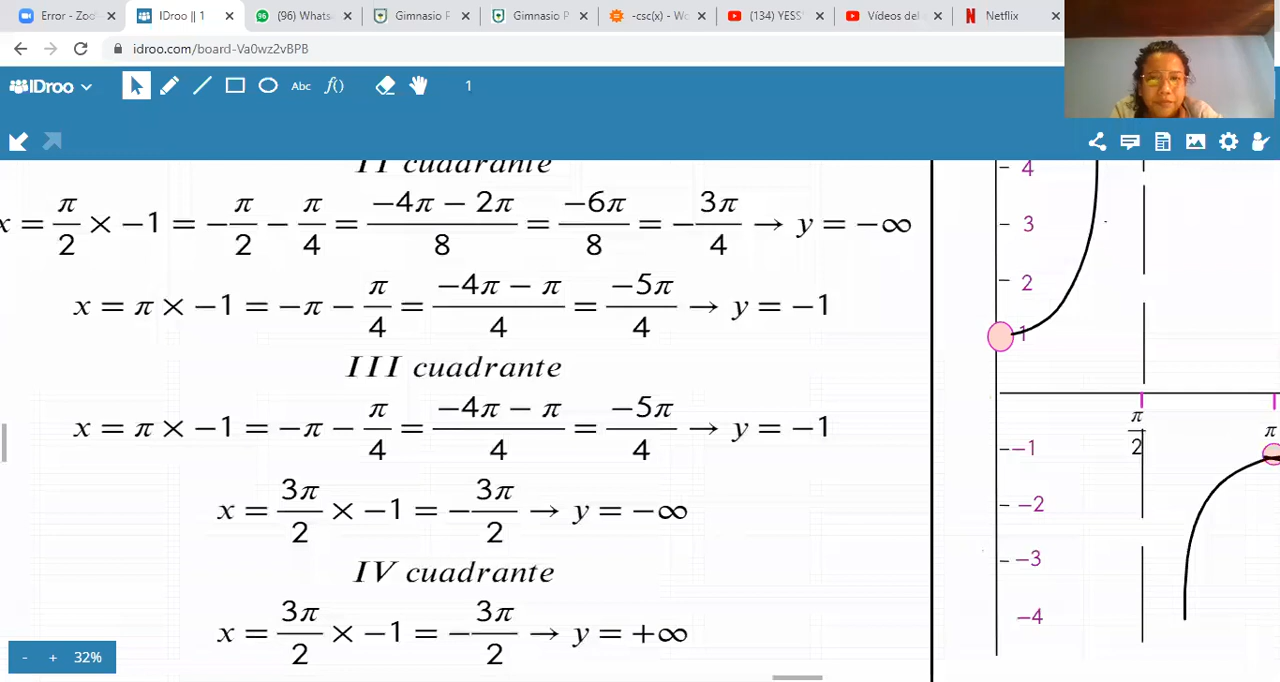 Error - Zoo
IDroo || 1
(96) Whats
Gimnasio R
Gimnasio P
-csc(x) - Wo
(134) YESS'
Vídeos del
Netflix
idroo.com/board-Va0wz2vBPB
IDroo
Abc
f()
1
II cuadrante
x = π/2 × −1 = −π/2 − π/4 = (−4π − 2π)/8 = −6π/8 = −3π/4 → y = −∞
x = π × −1 = −π − π/4 = (−4π − π)/4 = −5π/4 → y = −1
III cuadrante
x = π × −1 = −π − π/4 = (−4π − π)/4 = −5π/4 → y = −1
x = 3π/2 × −1 = −3π/2 → y = −∞
IV cuadrante
x = 3π/2 × −1 = −3π/2 → y = +∞
4
3
2
1
π/2
π
−1
−2
−3
−4
- + 32%